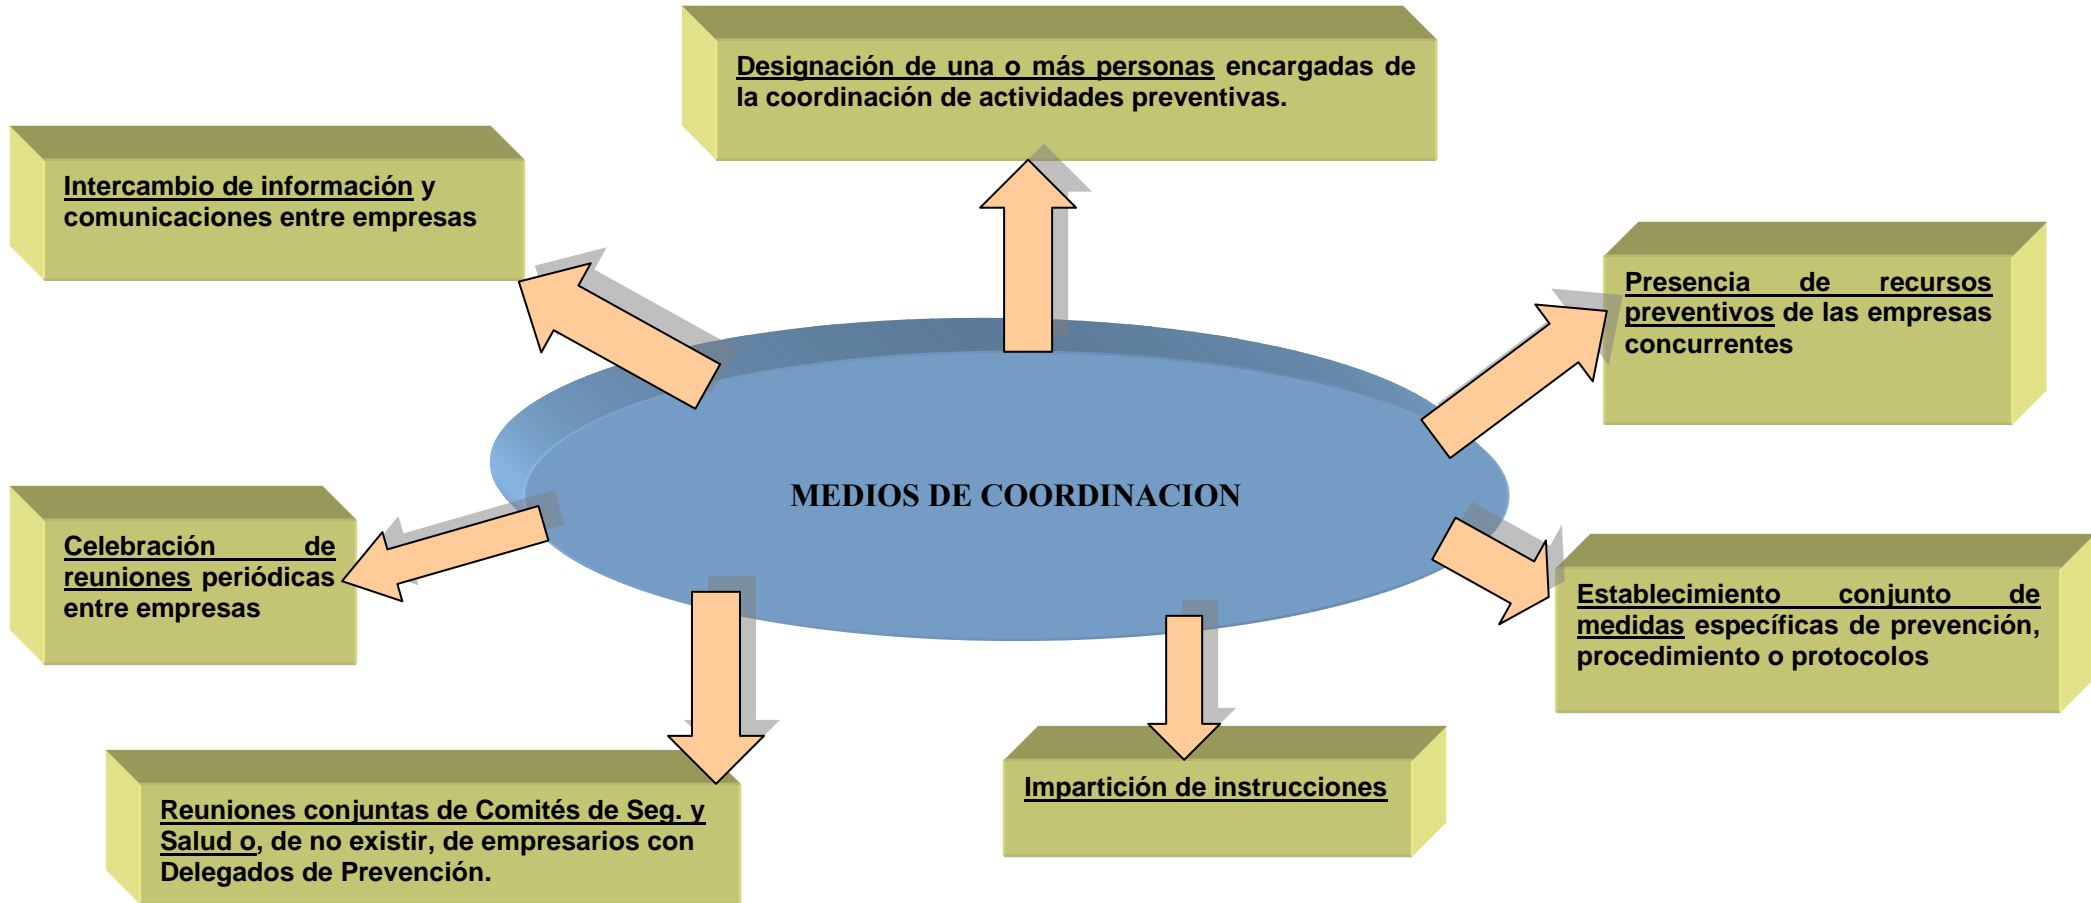 Designación de una o más personas encargadas de
la coordinación de actividades preventivas.
Intercambio de información y
comunicaciones entre empresas
Presencia de recursos
preventivos de las empresas
concurrentes
MEDIOS DE COORDINACION
Celebración de
reuniones periódicas
entre empresas
Establecimiento conjunto de
medidas específicas de prevención,
procedimiento o protocolos
Reuniones conjuntas de Comités de Seg. y
Salud o, de no existir, de empresarios con
Delegados de Prevención.
Impartición de instrucciones